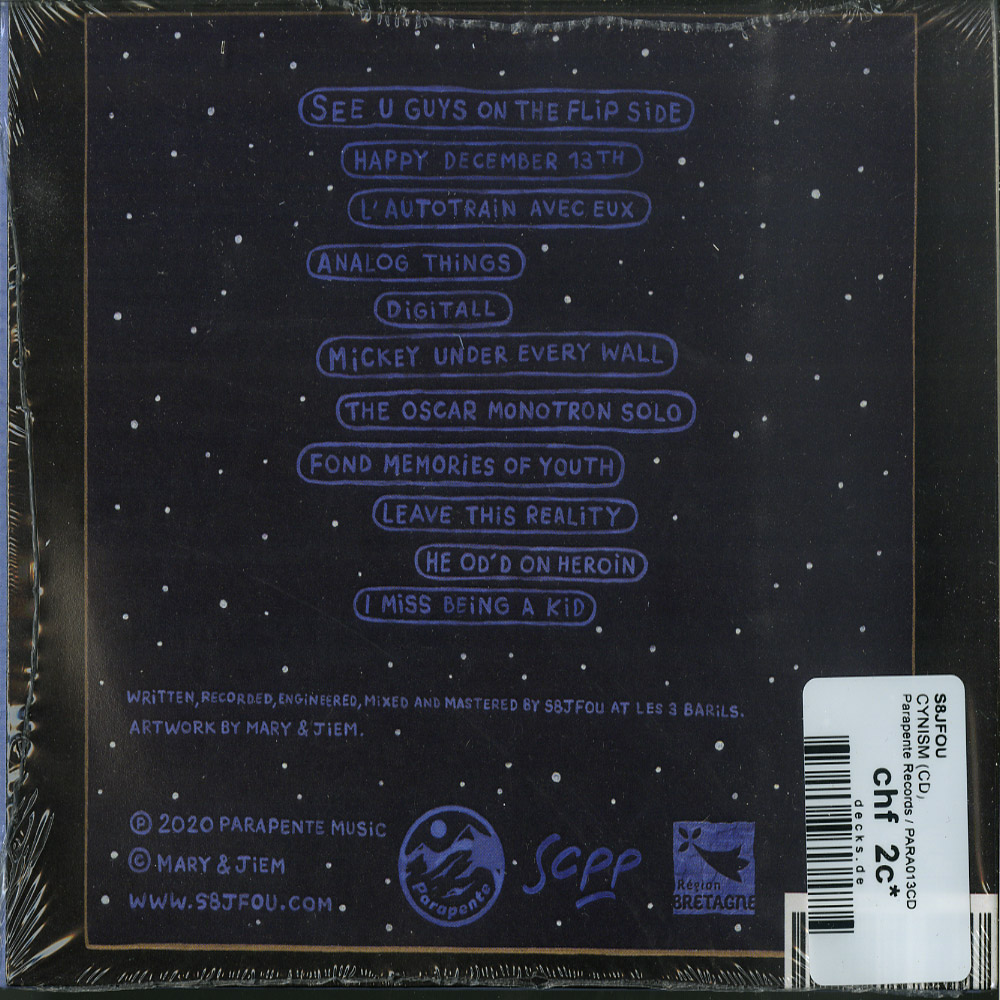 SEE U GUYS ON THE FLIP SiDE
HAPPY DECEMBER 13TH
L'AUTOTRAiN AVEC EUX
ANALOG THiNGS
DiGiTALL
MiCKEY UNDER EVERY WALL
THE OSCAR MONOTRON SOLO
FOND MEMORiES OF YOUTH
LEAVE THiS REALiTY
HE OD'D ON HEROiN
I MiSS BEiNG A KiD
WRiTTEN, RECORDED, ENGiNEERED, MiXED AND MASTERED BY S8JFOU AT LES 3 BARiLS.
ARTWORK BY MARY & JiEM.
℗ 2020 PARAPENTE MUSiC
© MARY & JiEM
WWW.S8JFOU.COM
Parapente
SCPP
Région
BRETAGNE
S8JFOU
CYNISM (CD,
Parapente Records / PARA013CD
chf 2c*
decks.de